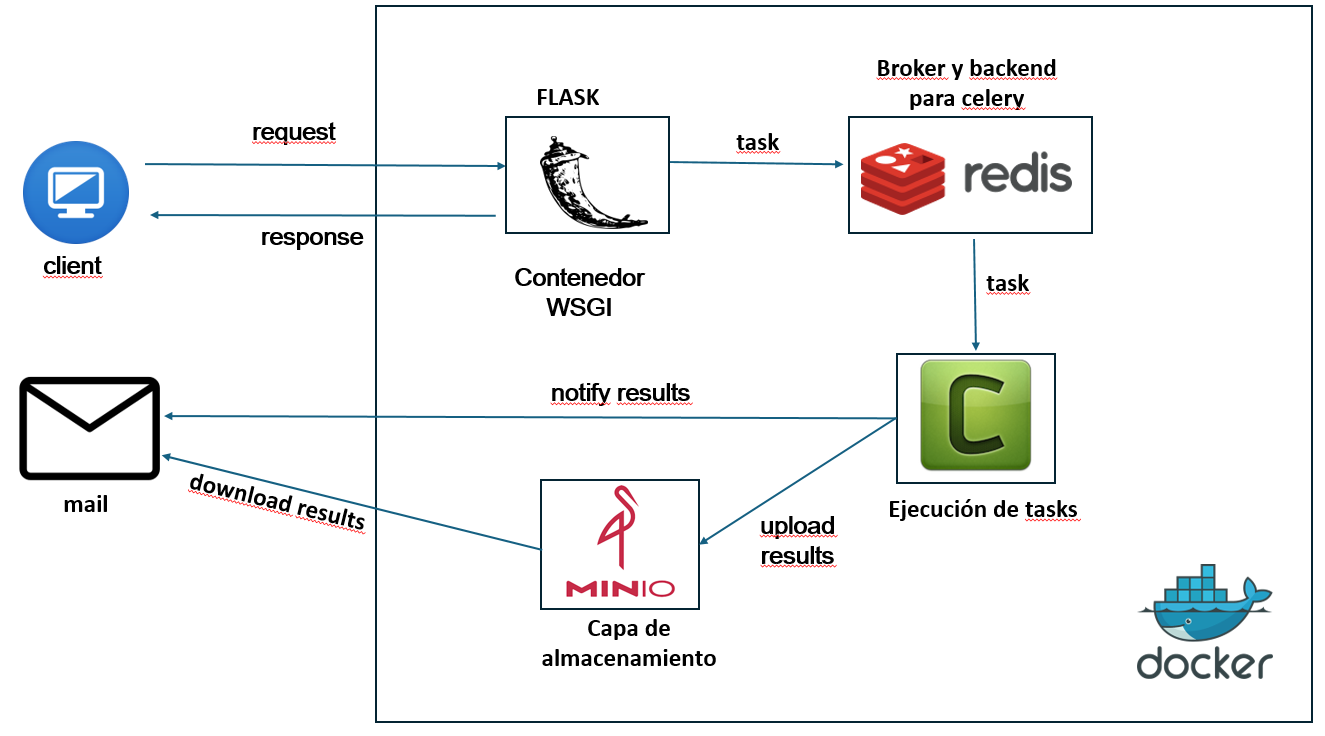 Broker y backend
para celery
FLASK
request
task
redis
response
client
Contenedor
WSGI
task
notify results
C
mail
download results
Ejecución de tasks
upload
results
MINIO
Capa de
almacenamiento
docker